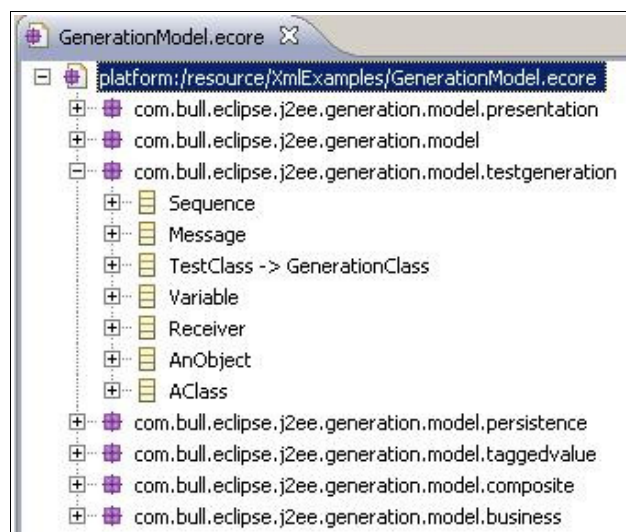 GenerationModel.ecore
platform:/resource/XmlExamples/GenerationModel.ecore
com.bull.eclipse.j2ee.generation.model.presentation
com.bull.eclipse.j2ee.generation.model
com.bull.eclipse.j2ee.generation.model.testgeneration
Sequence
Message
TestClass -> GenerationClass
Variable
Receiver
AnObject
AClass
com.bull.eclipse.j2ee.generation.model.persistence
com.bull.eclipse.j2ee.generation.model.taggedvalue
com.bull.eclipse.j2ee.generation.model.composite
com.bull.eclipse.j2ee.generation.model.business